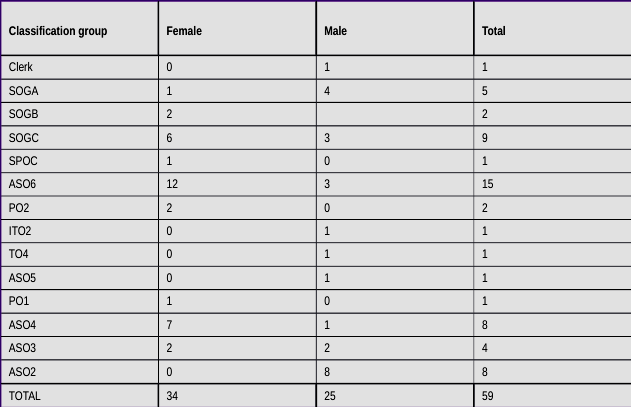 Classification group Female Male Total
Clerk 0 1 1
SOGA 1 4 5
SOGB 2 2
SOGC 6 3 9
SPOC 1 0 1
ASO6 12 3 15
PO2 2 0 2
ITO2 0 1 1
TO4 0 1 1
ASO5 0 1 1
PO1 1 0 1
ASO4 7 1 8
ASO3 2 2 4
ASO2 0 8 8
TOTAL 34 25 59